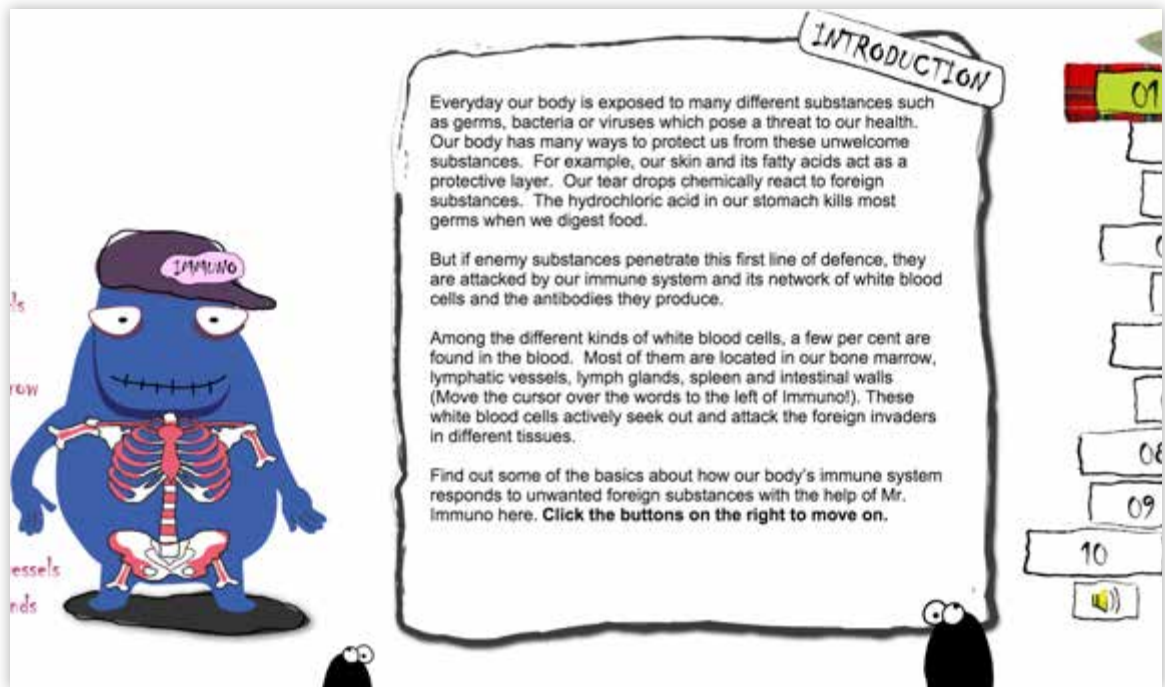 INTRODUCTION
Everyday our body is exposed to many different substances such
as germs, bacteria or viruses which pose a threat to our health.
Our body has many ways to protect us from these unwelcome
substances. For example, our skin and its fatty acids act as a
protective layer. Our tear drops chemically react to foreign
substances. The hydrochloric acid in our stomach kills most
germs when we digest food.
But if enemy substances penetrate this first line of defence, they
are attacked by our immune system and its network of white blood
cells and the antibodies they produce.
Among the different kinds of white blood cells, a few per cent are
found in the blood. Most of them are located in our bone marrow,
lymphatic vessels, lymph glands, spleen and intestinal walls
(Move the cursor over the words to the left of Immuno!). These
white blood cells actively seek out and attack the foreign invaders
in different tissues.
Find out some of the basics about how our body's immune system
responds to unwanted foreign substances with the help of Mr.
Immuno here. Click the buttons on the right to move on.
IMMUNO
ls
row
essels
nds
01
08
09
10